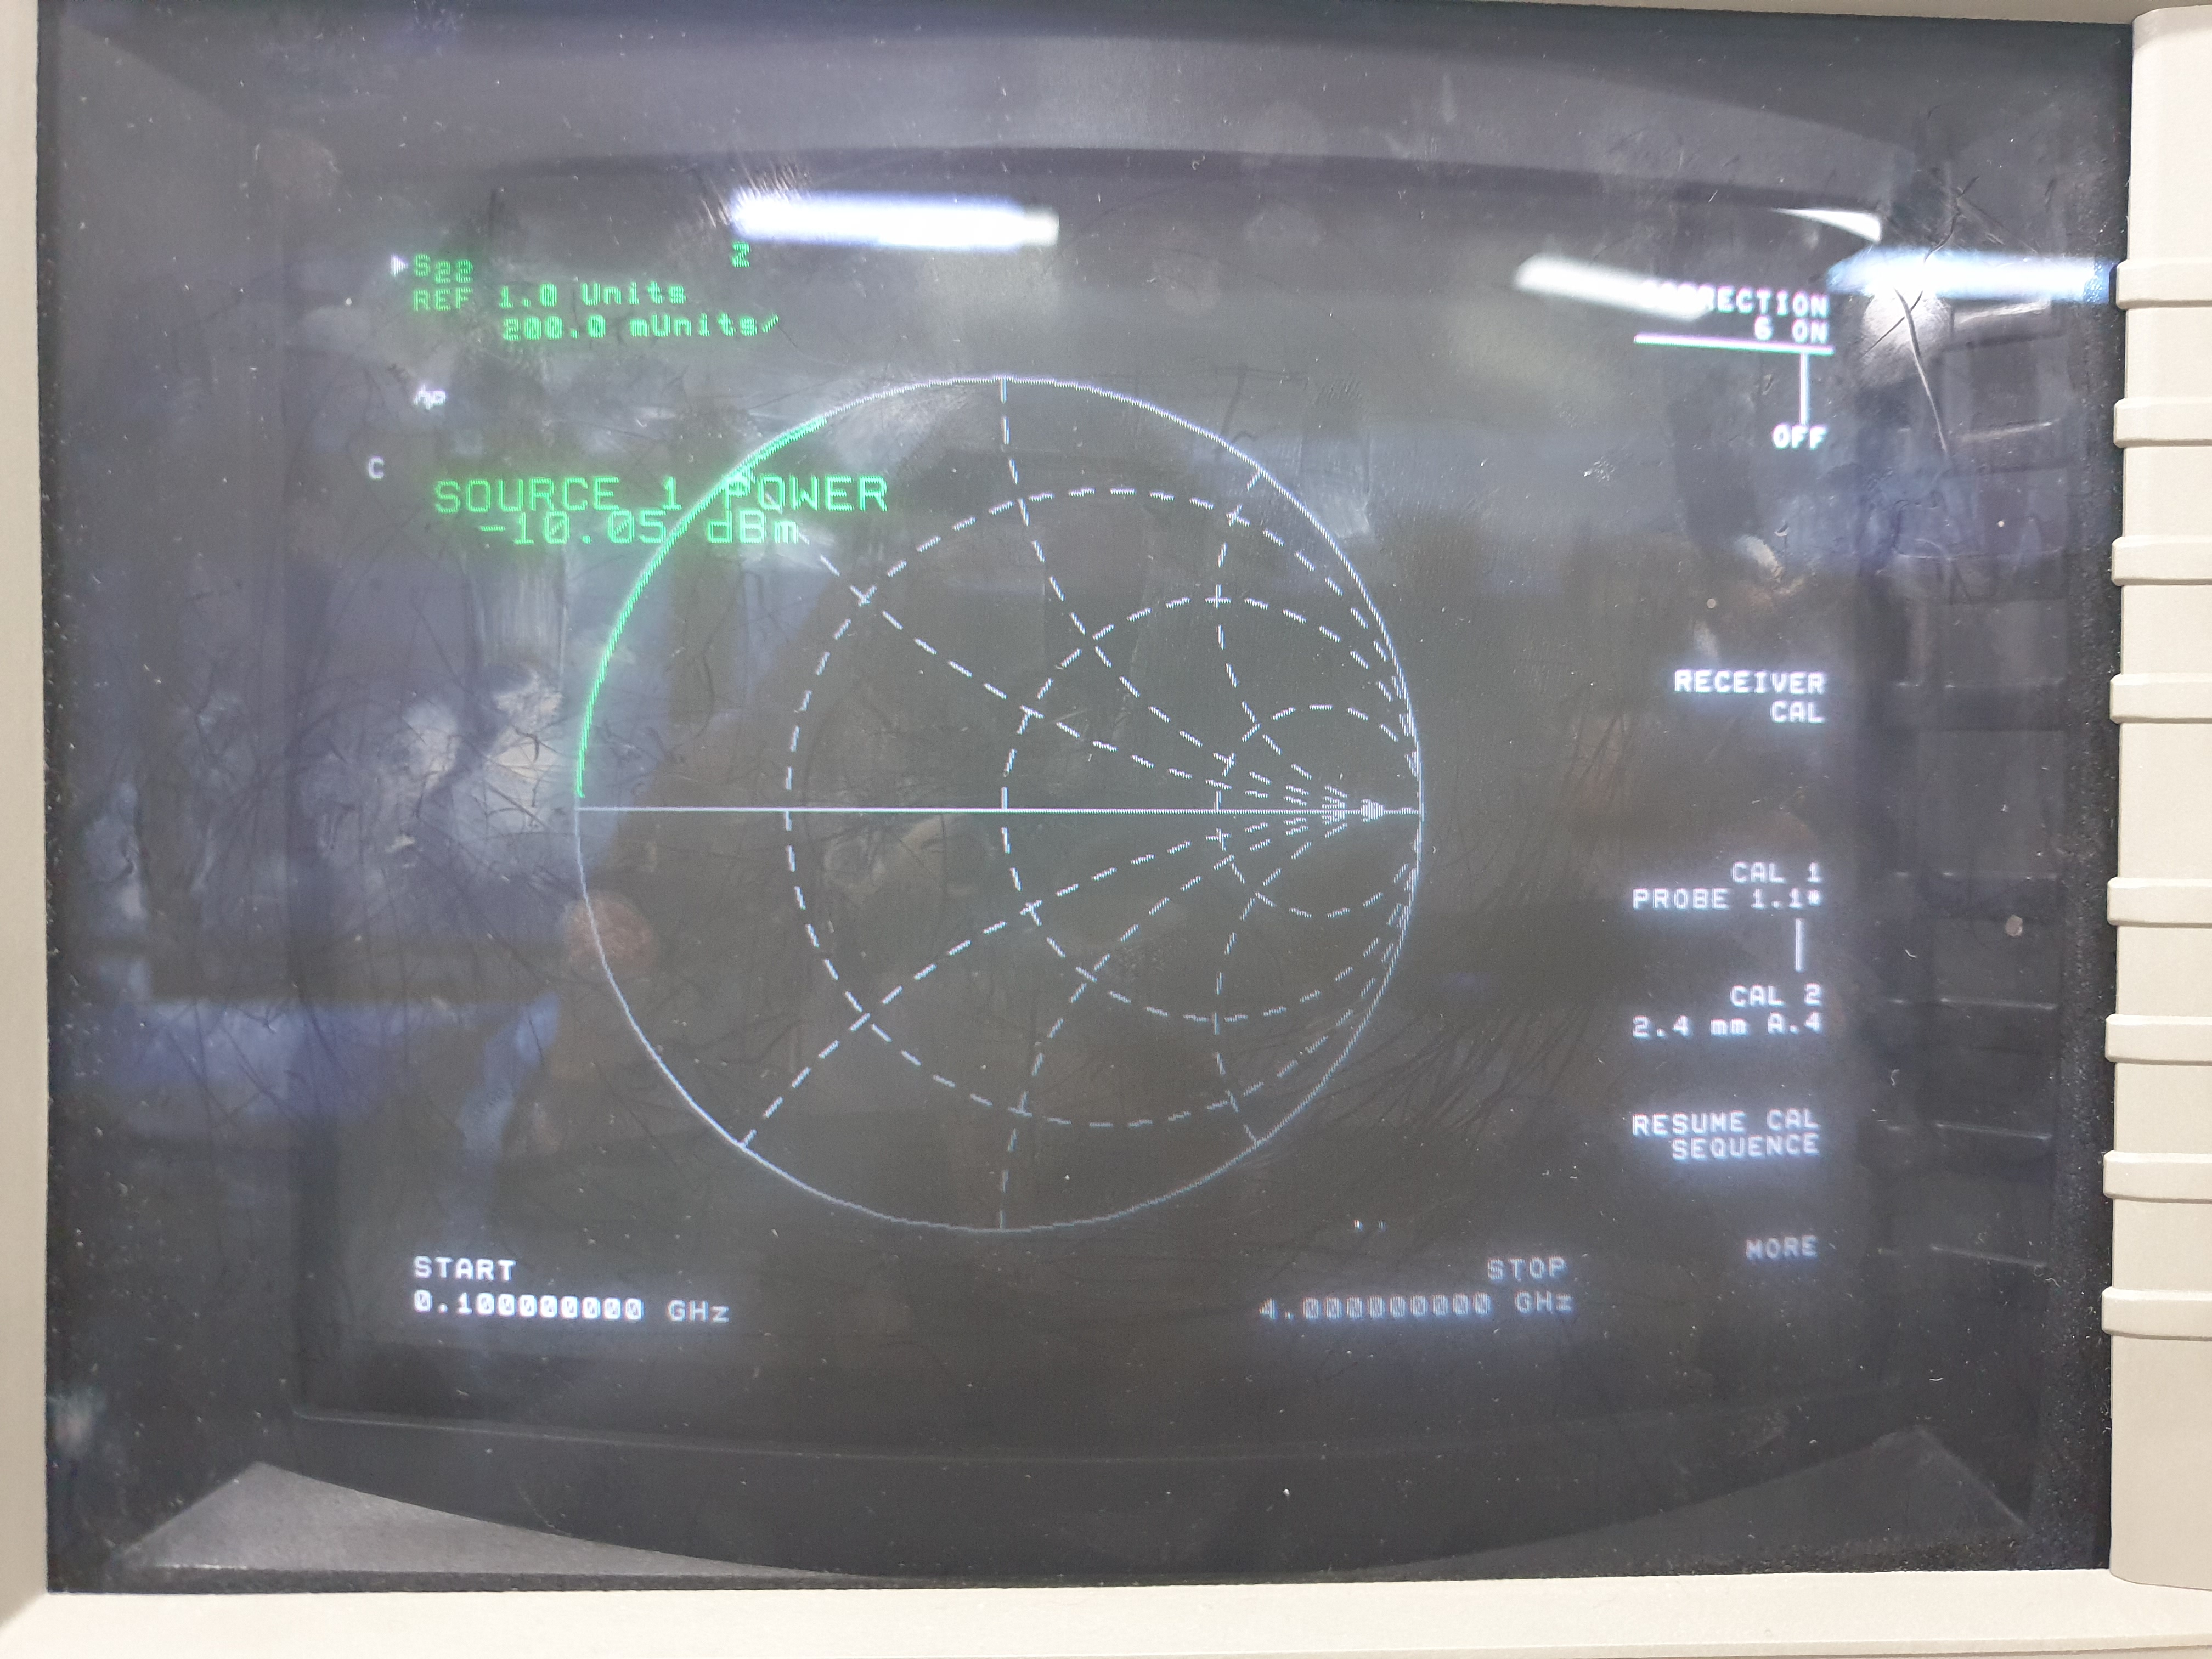 S22 Z
REF 1.0 Units
200.0 mUnits/
hp
C
SOURCE 1 POWER
-10.05 dBm
START
0.100000000 GHz
STOP
4.000000000 GHz
6 ON
OFF
RECEIVER
CAL
CAL 1
PROBE 1.1*
CAL 2
2.4 mm A.4
RESUME CAL
SEQUENCE
MORE